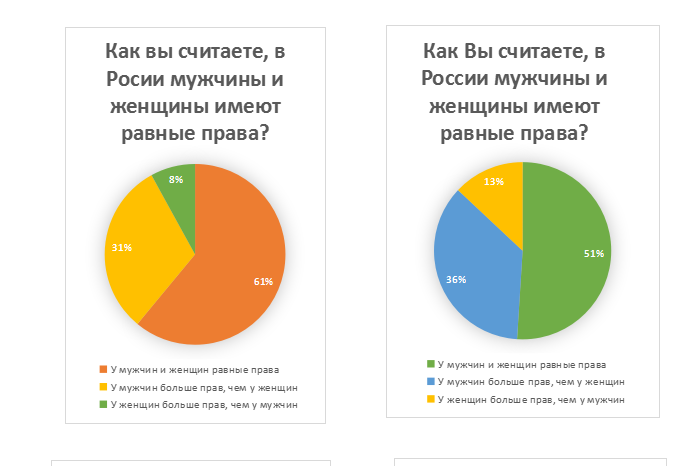 Как вы считаете, в
Росии мужчины и
женщины имеют
равные права?
8%
31%
61%
У мужчин и женщин равные права
У мужчин больше прав, чем у женщин
У женщин больше прав, чем у мужчин
Как Вы считаете, в
России мужчины и
женщины имеют
равные права?
13%
51%
36%
У мужчин и женщин равные права
У мужчин больше прав, чем у женщин
У женщин больше прав, чем у мужчин